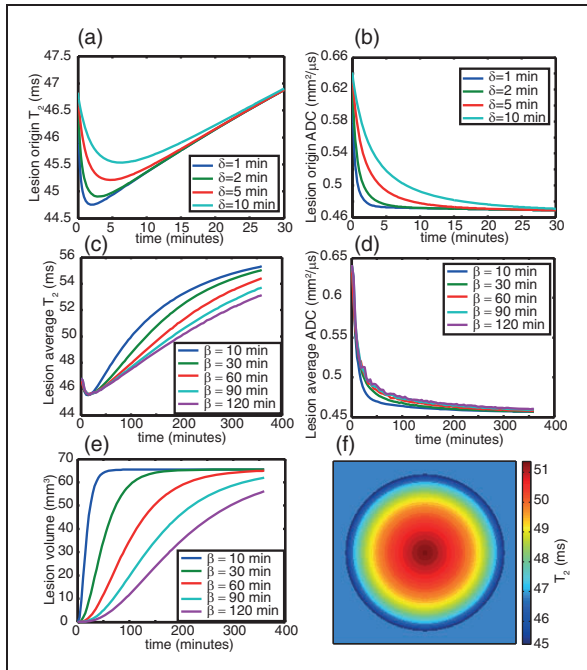 (a)
47.5
47
46.5
46
45.5
45
44.5
0 5 10 15 20 25 30
Lesion origin T2 (ms)
time (minutes)
δ=1 min
δ=2 min
δ=5 min
δ=10 min
(b)
0.66
0.6
0.54
0.48
0.46
0 5 10 15 20 25 30
Lesion origin ADC (mm²/µs)
time (minutes)
δ=1 min
δ=2 min
δ=5 min
δ=10 min
(c)
56
54
52
50
48
46
44
0 100 200 300 400
Lesion average T2 (ms)
time (minutes)
β = 10 min
β = 30 min
β = 60 min
β = 90 min
β = 120 min
(d)
0.65
0.6
0.5
0.45
0 50 100 150 200 250 300 350 400
Lesion average ADC (mm²/µs)
time (minutes)
β = 10 min
β = 30 min
β = 60 min
β = 90 min
β = 120 min
(e)
70
60
50
40
30
20
10
0
0 100 200 300 400
Lesion volume (mm³)
time (minutes)
β = 10 min
β = 30 min
β = 60 min
β = 90 min
β = 120 min
(f)
51
50
49
48
47
46
45
T2 (ms)